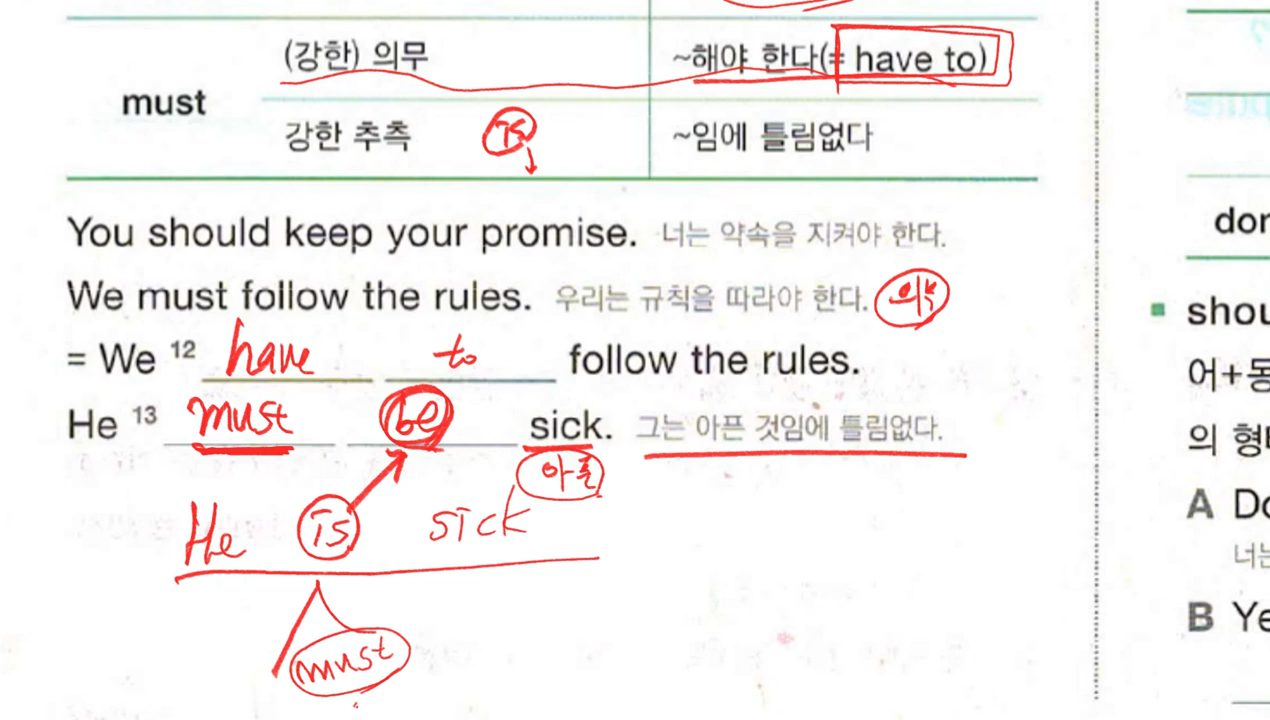 (강한) 의무 ~해야 한다(= have to)
must
강한 추측 is ~임에 틀림없다
You should keep your promise. 너는 약속을 지켜야 한다.
We must follow the rules. 우리는 규칙을 따라야 한다.
= We 12 have to follow the rules.
He 13 must be sick. 그는 아픈 것임에 틀림없다.
아픈
He is sick
must
don
shou
어+동
의 형태
A Do
너는
B Ye